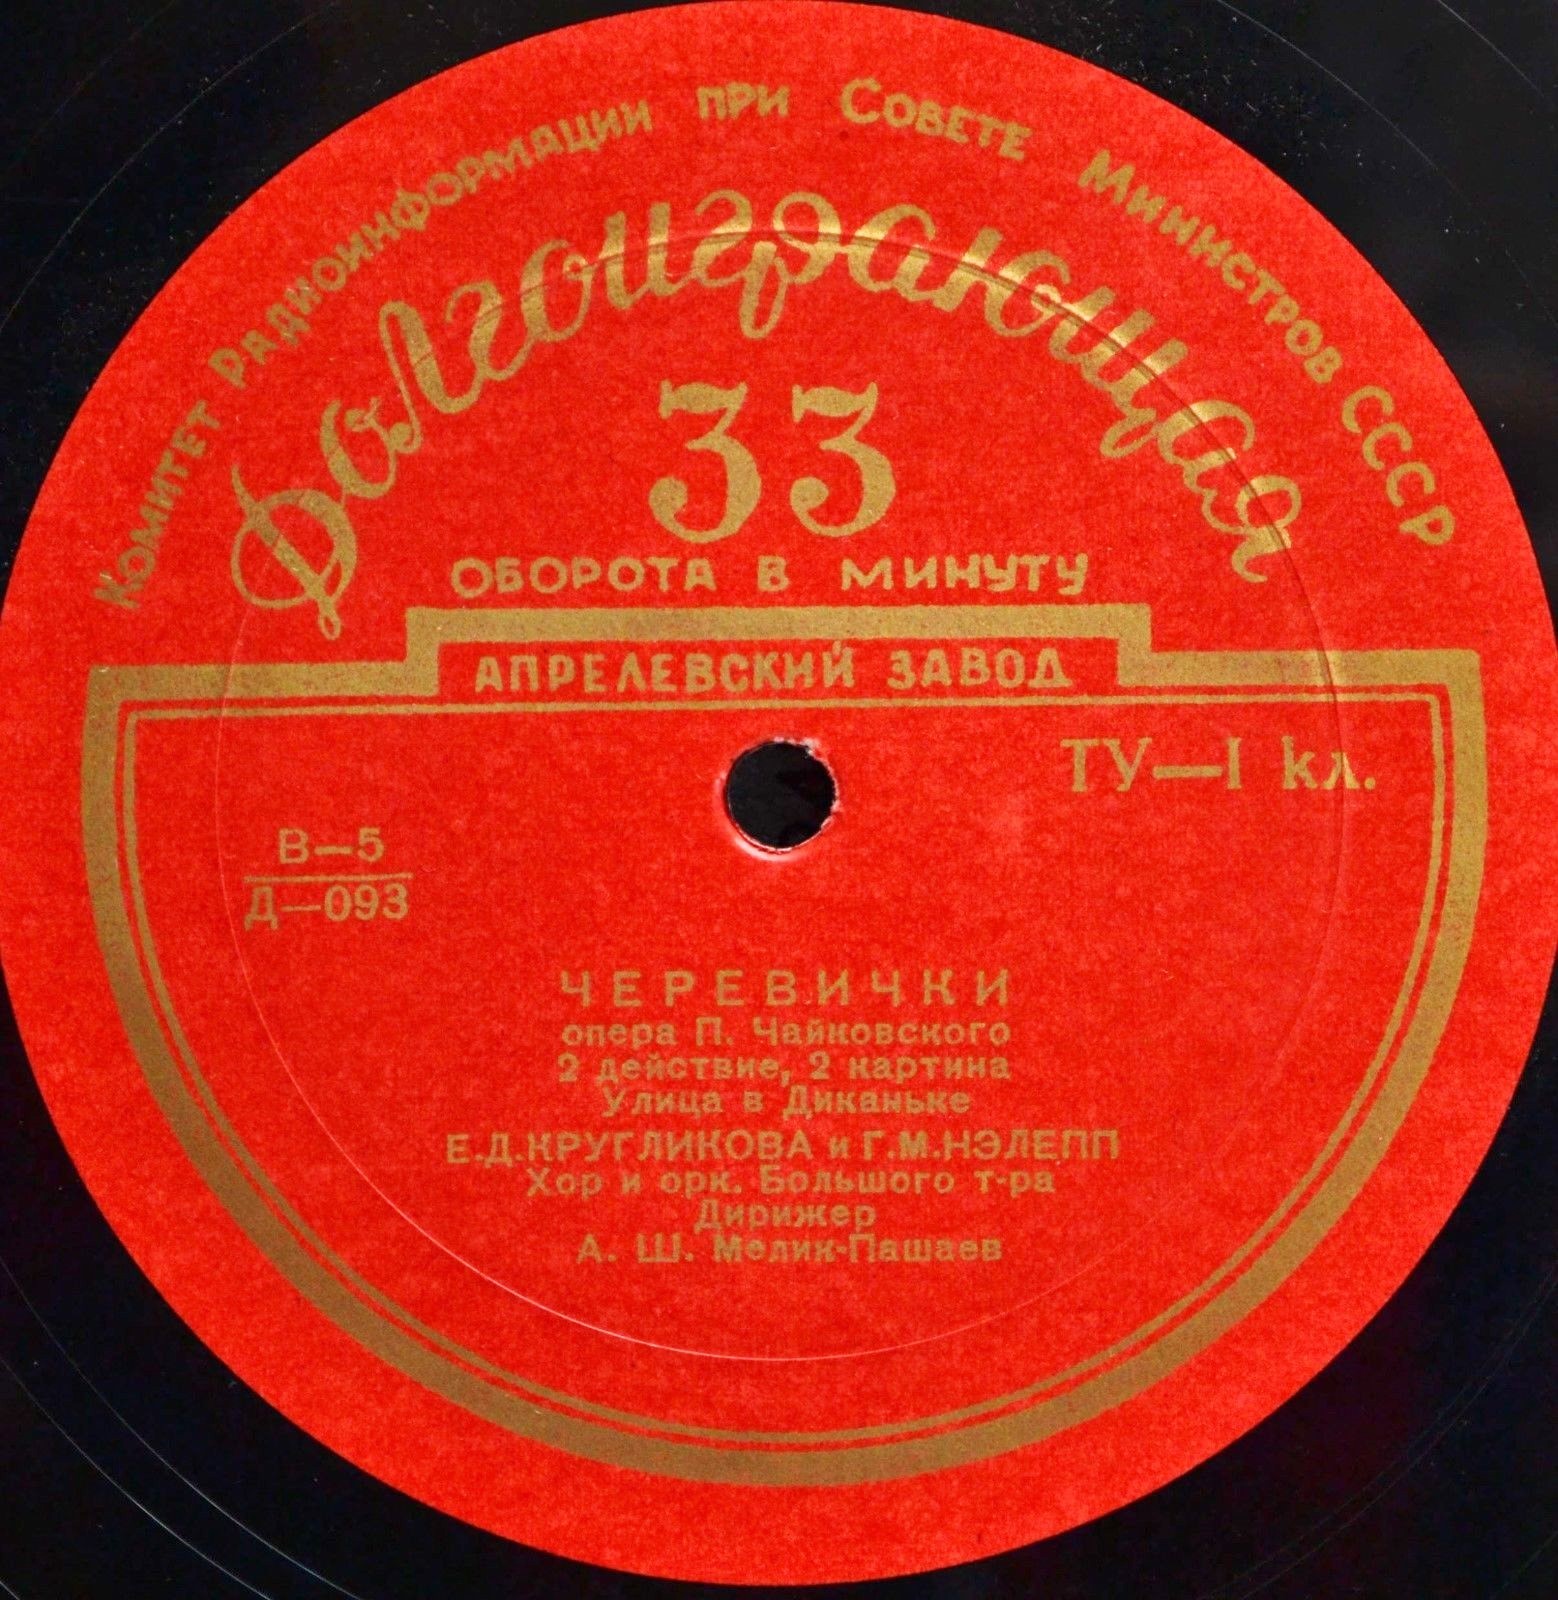 Комитет Радиоинформации при Совете Министров СССР
Долгоиграющая
33
ОБОРОТА В МИНУТУ
АПРЕЛЕВСКИЙ ЗАВОД
ТУ—I кл.
В—5
Д—093
ЧЕРЕВИЧКИ
опера П. Чайковского
2 действие, 2 картина
Улица в Диканьке
Е.Д.КРУГЛИКОВА и Г.М.НЭЛЕПП
Хор и орк. Большого т-ра
Дирижер
А. Ш. Мелик-Пашаев